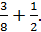 3/8 + 1/2.